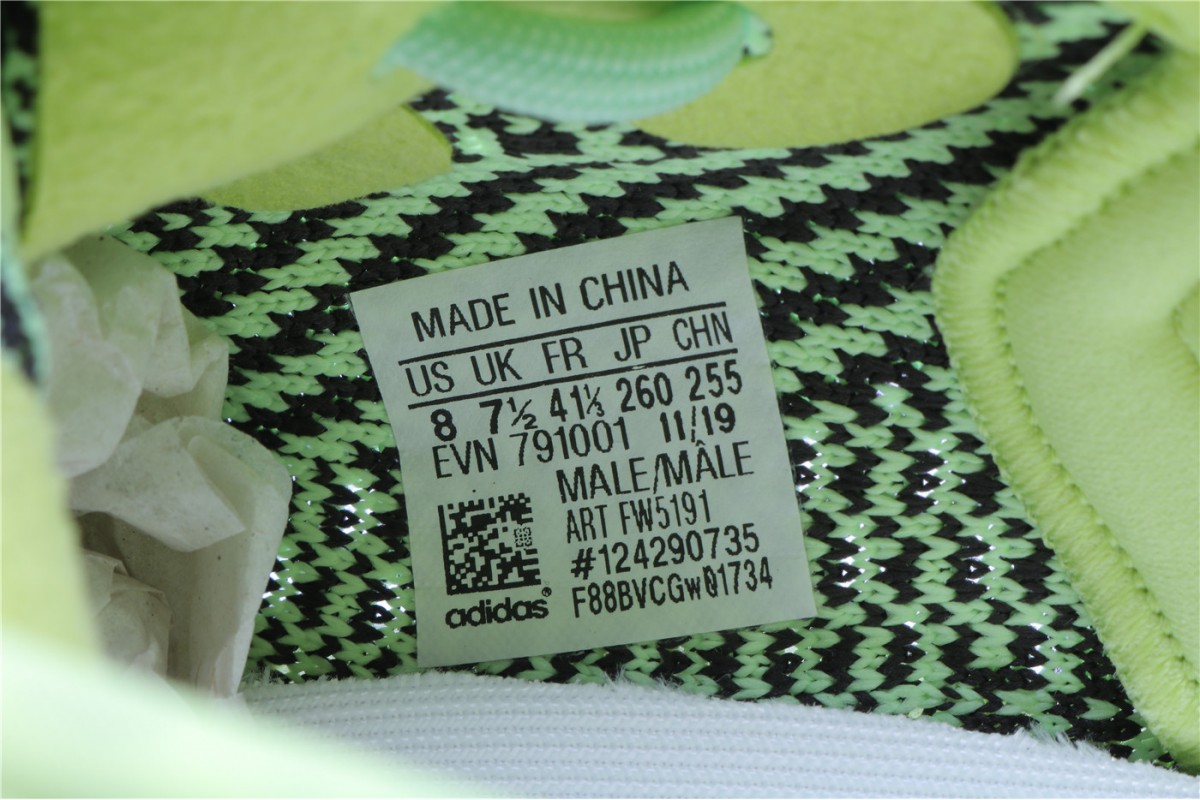 MADE IN CHINA
US UK FR JP CHN
8 7½ 41⅓ 260 255
EVN 791001 11/19
MALE/MÂLE
ART FW5191
#124290735
adidas® F88BVCGw01734